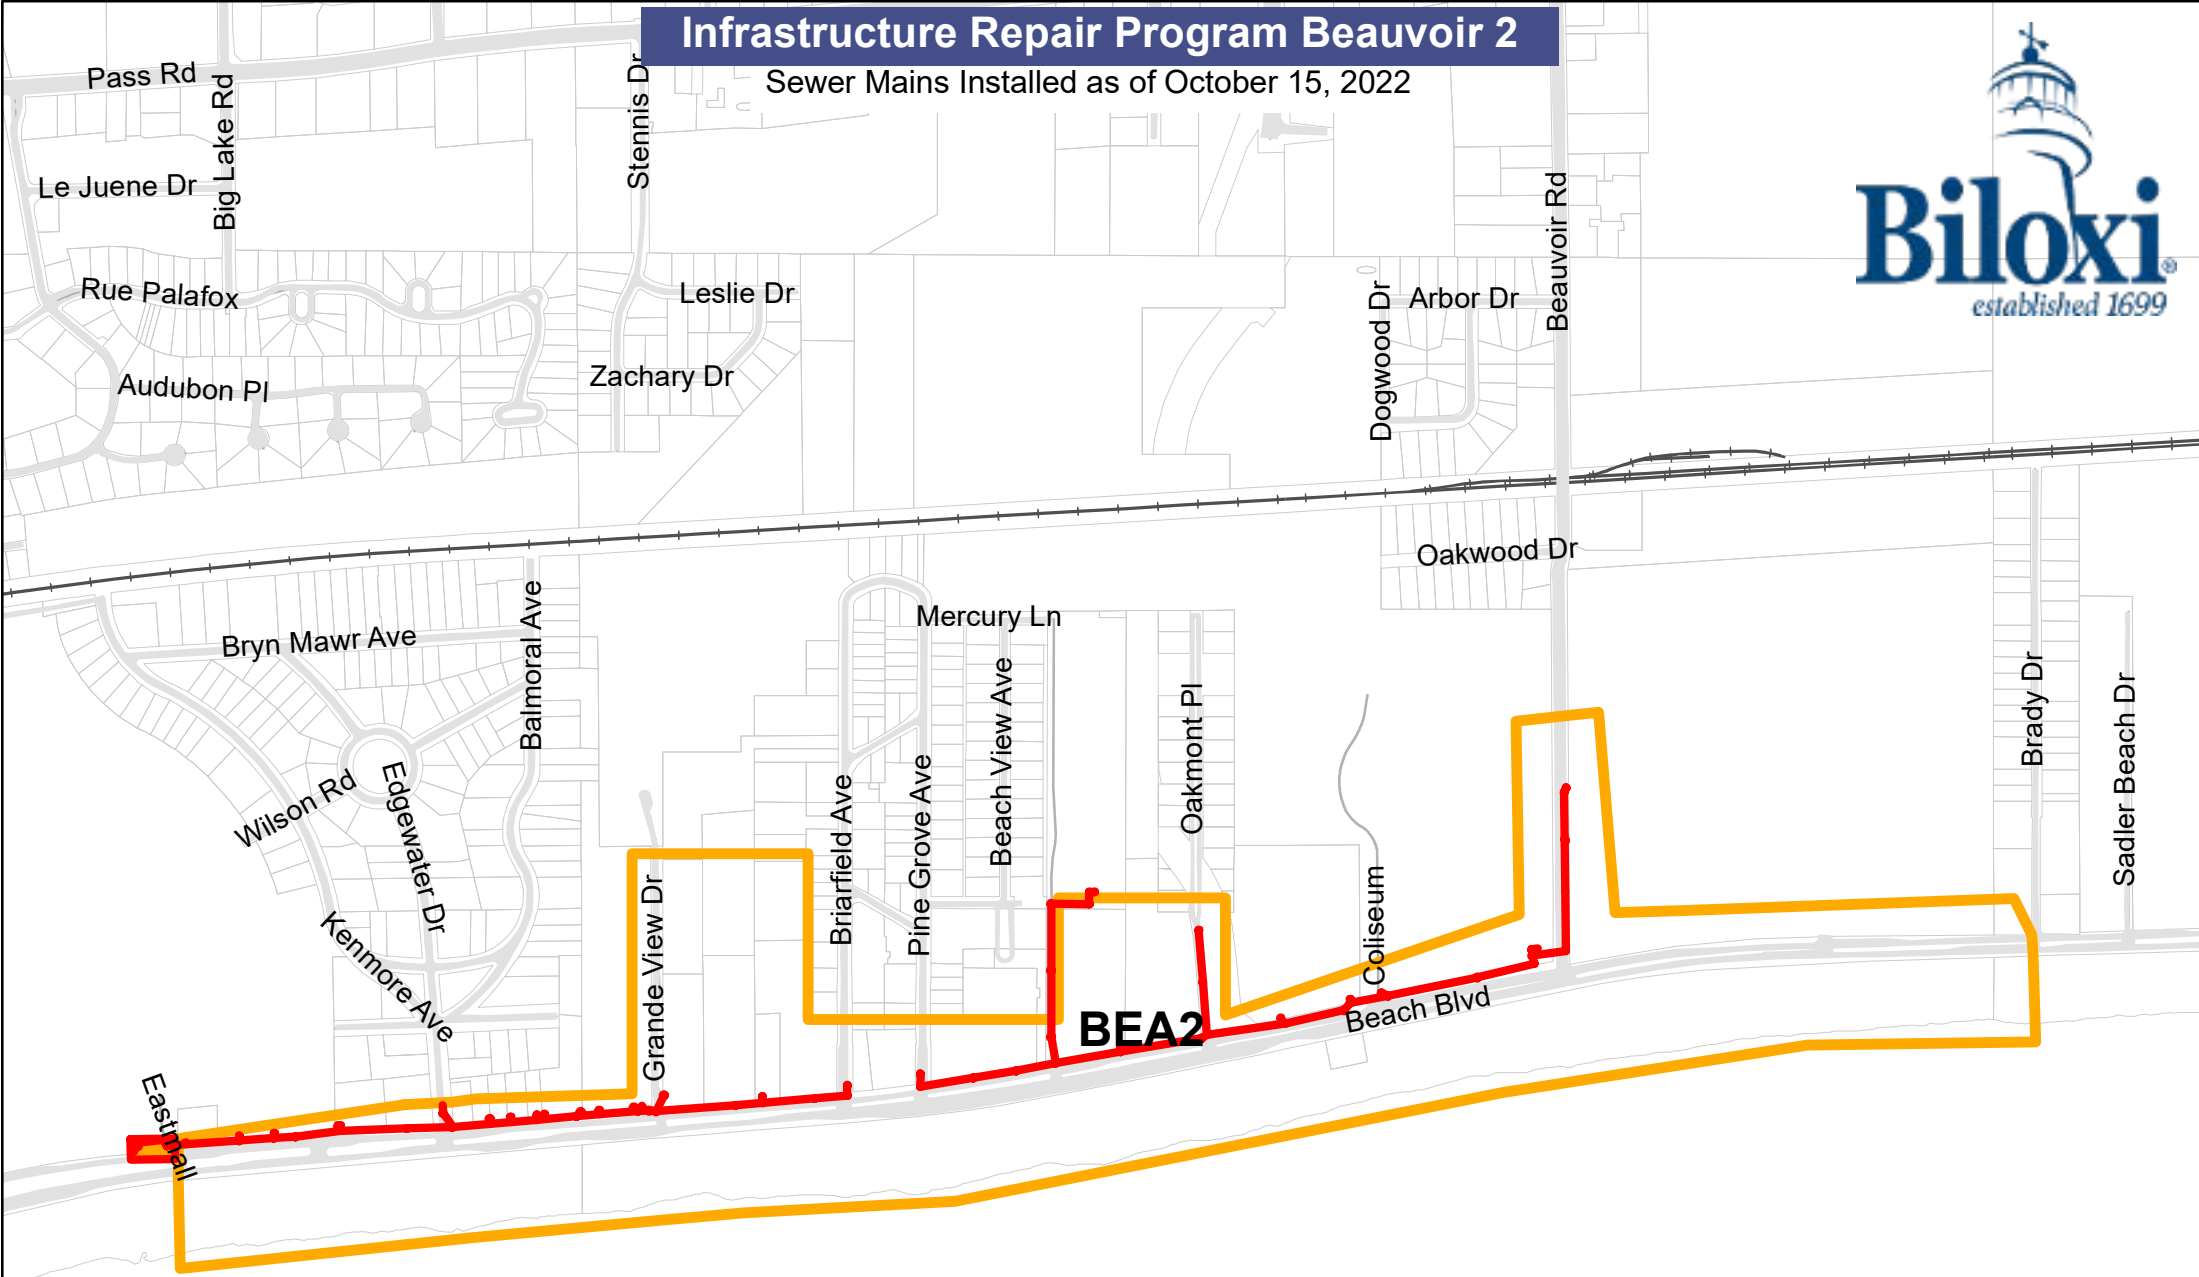 Infrastructure Repair Program Beauvoir 2
Sewer Mains Installed as of October 15, 2022
Biloxi®
established 1699
Pass Rd
Big Lake Rd
Stennis Dr
Le Juene Dr
Beauvoir Rd
Rue Palafox
Leslie Dr
Arbor Dr
Dogwood Dr
Zachary Dr
Audubon Pl
Oakwood Dr
Mercury Ln
Bryn Mawr Ave
Balmoral Ave
Beach View Ave
Oakmont Pl
Brady Dr
Sadler Beach Dr
Wilson Rd
Edgewater Dr
Briarfield Ave
Pine Grove Ave
Grande View Dr
Coliseum
Kenmore Ave
Beach Blvd
BEA2
Eastmall